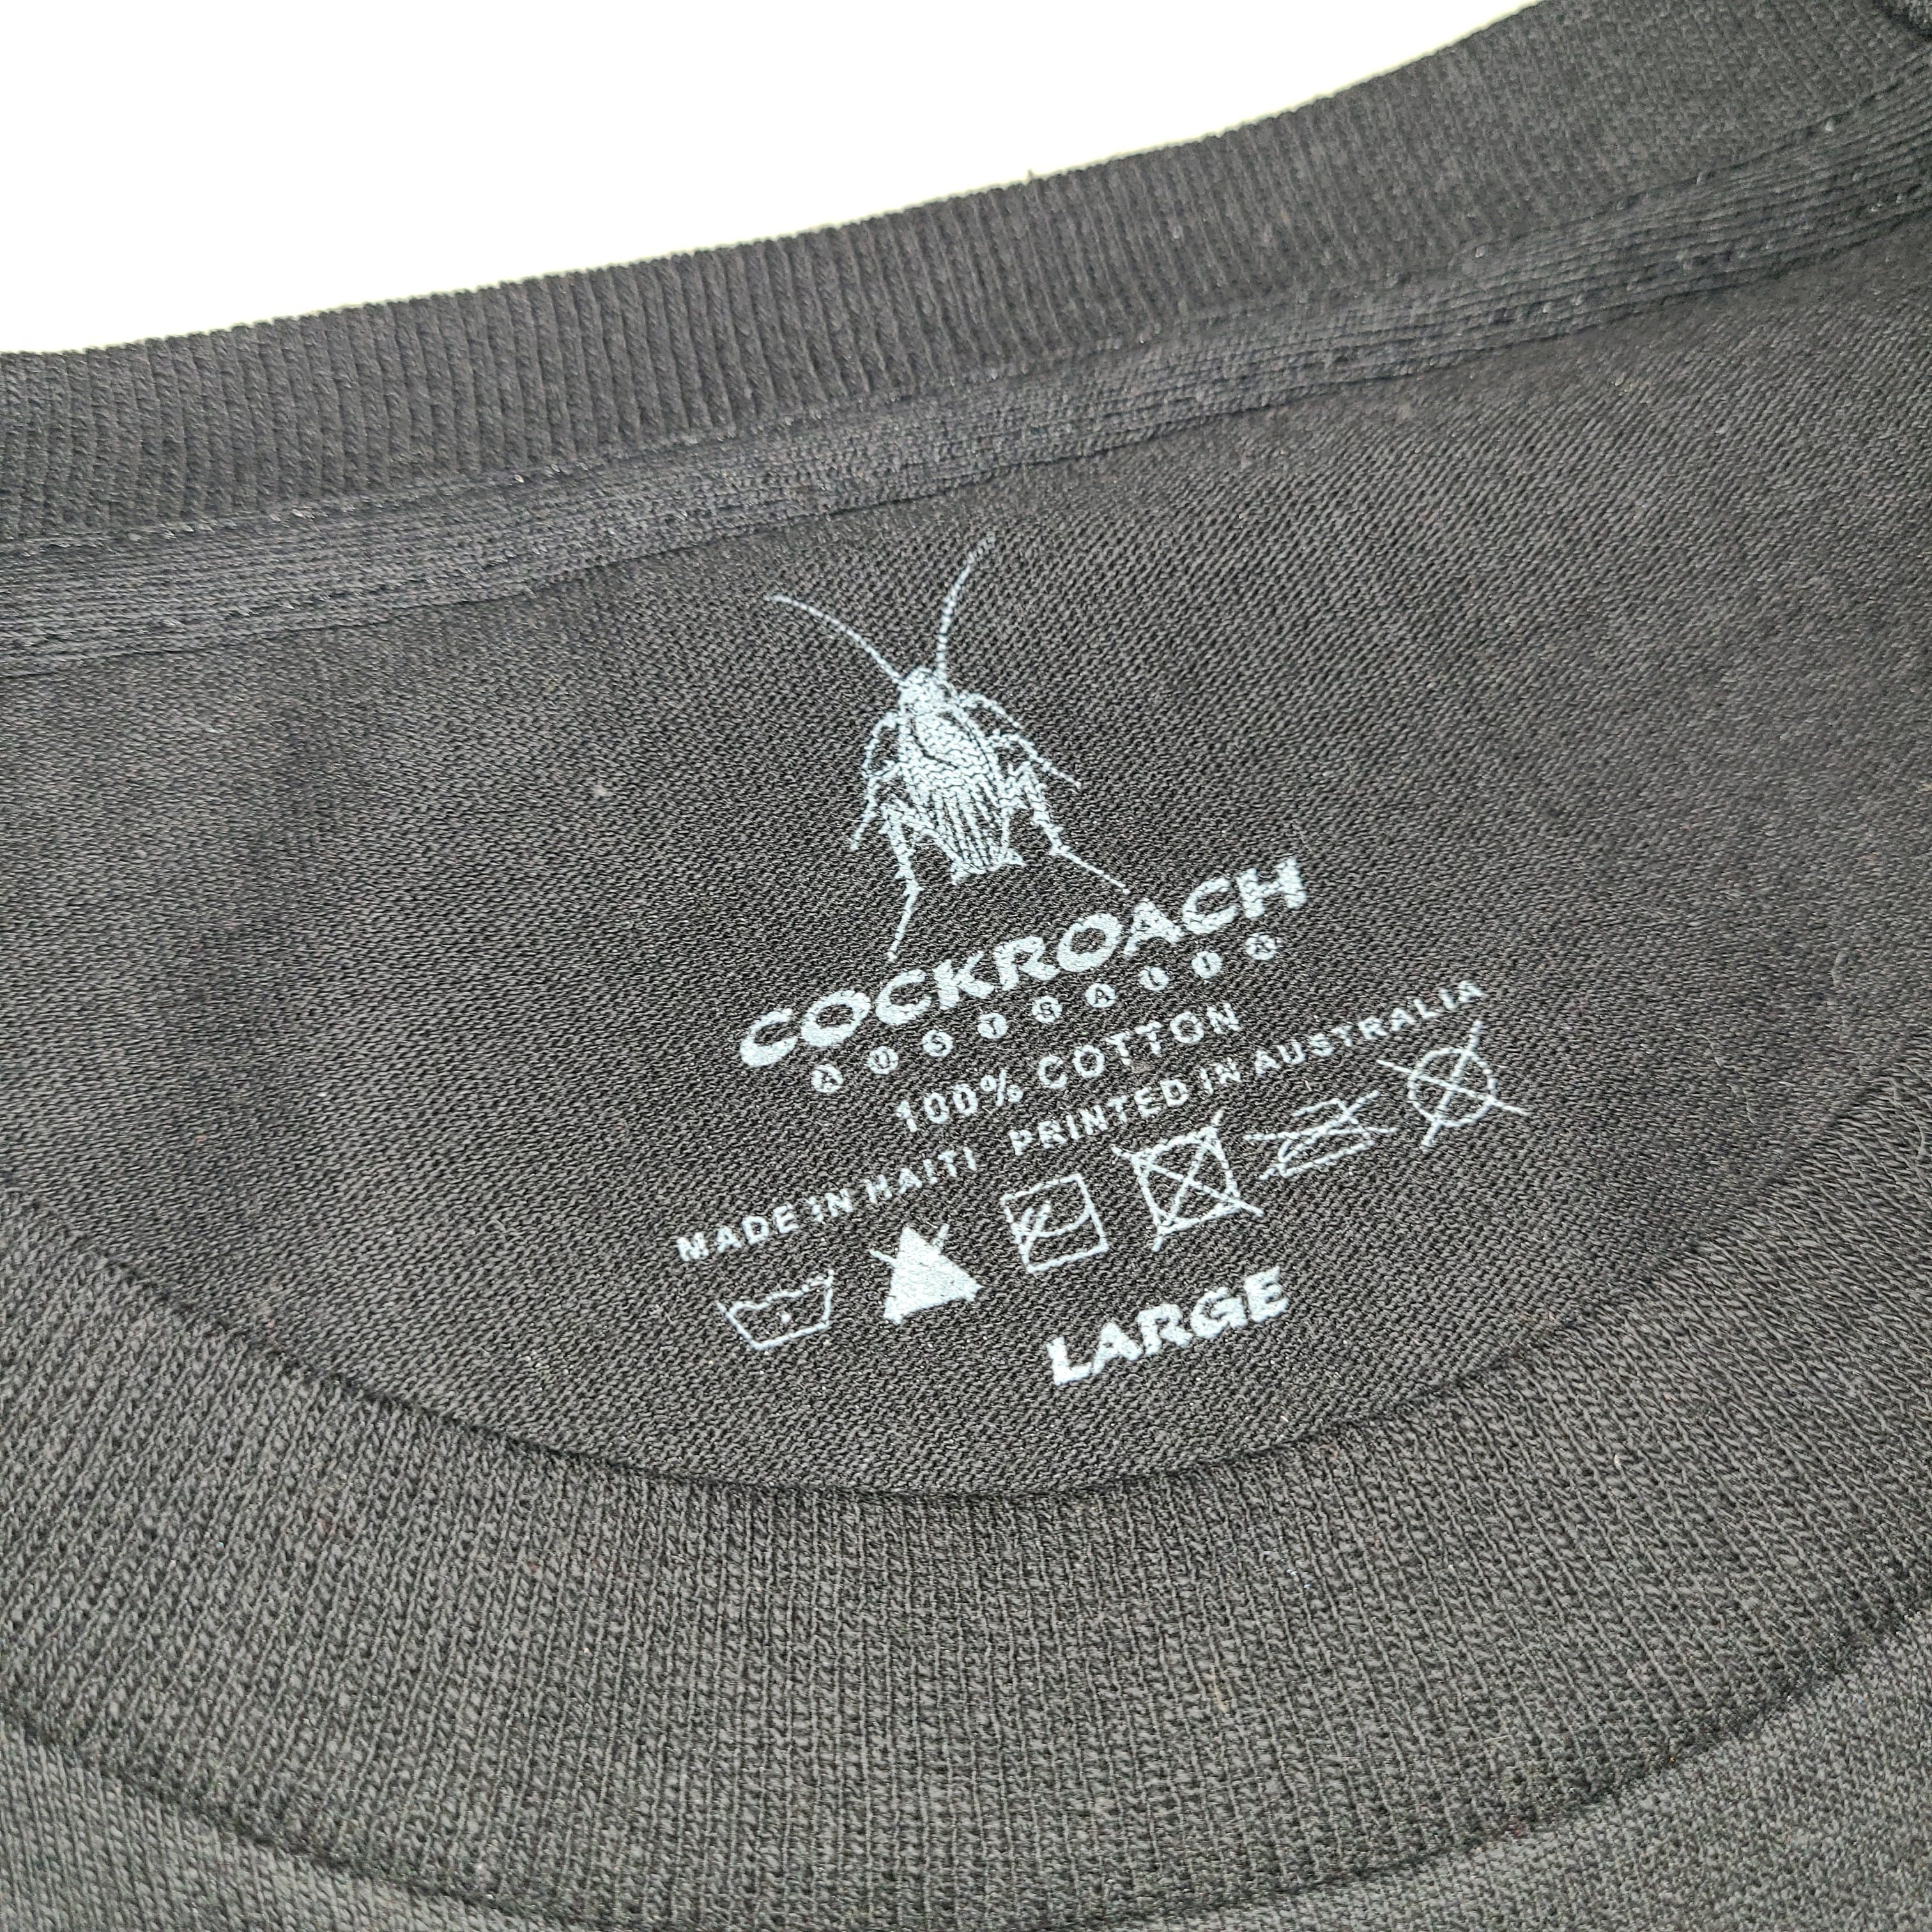 COCKROACH
AUSTRALIA
100% COTTON
MADE IN HAITI PRINTED IN AUSTRALIA
LARGE